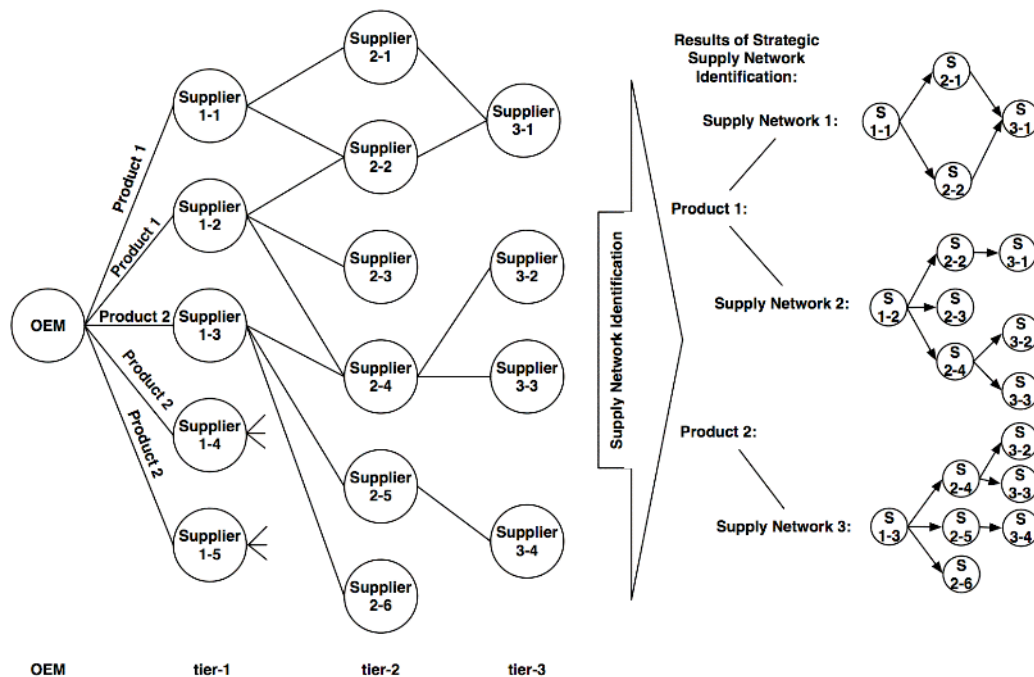 Supplier
2-1
Supplier
1-1
Supplier
3-1
Supplier
2-2
Product 1
Supplier
1-2
Product 1
Supplier
2-3
Supplier
3-2
OEM
Product 2
Supplier
1-3
Supplier
2-4
Supplier
3-3
Product 2
Supplier
1-4
Product 2
Supplier
2-5
Supplier
1-5
Supplier
3-4
Supplier
2-6
OEM
tier-1
tier-2
tier-3
Supply Network Identification
Results of Strategic
Supply Network
Identification:
Supply Network 1:
S
1-1
S
2-1
S
3-1
S
2-2
Product 1:
Supply Network 2:
S
1-2
S
2-2
S
3-1
S
2-3
S
2-4
S
3-2
S
3-3
Product 2:
Supply Network 3:
S
1-3
S
2-4
S
3-2
S
3-3
S
2-5
S
3-4
S
2-6